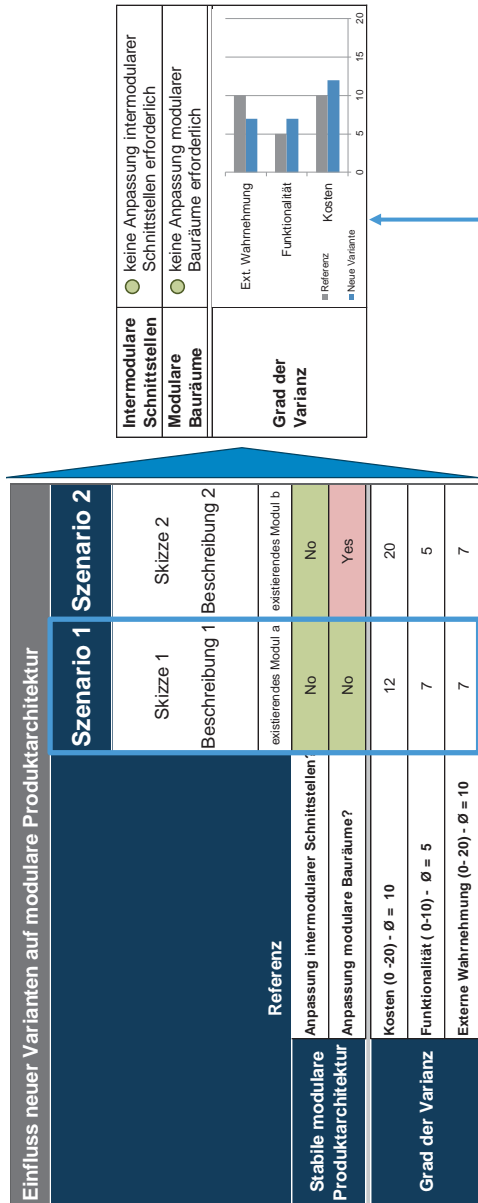 Einfluss neuer Varianten auf modulare Produktarchitektur
Szenario 1 Szenario 2
Skizze 1 Skizze 2
Beschreibung 1 Beschreibung 2
Referenz existierendes Modul a existierendes Modul b
Stabile modulare
Produktarchitektur
Anpassung intermodularer Schnittstellen? No No
Anpassung modulare Bauräume? No Yes
Grad der Varianz
Kosten (0 -20) - Ø = 10 12 20
Funktionalität ( 0-10) - Ø = 5 7 5
Externe Wahrnehmung (0- 20) - Ø = 10 7 7
Intermodulare
Schnittstellen
keine Anpassung intermodularer
Schnittstellen erforderlich
Modulare
Bauräume
keine Anpassung modularer
Bauräume erforderlich
Grad der
Varianz
Ext. Wahrnehmung
Funktionalität
Kosten
Referenz
Neue Variante
0 5 10 15 20